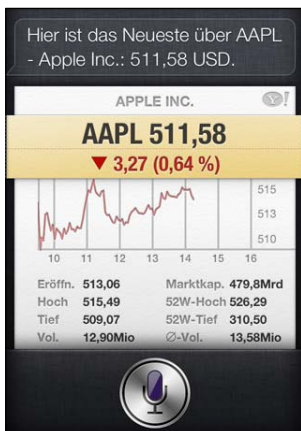 Hier ist das Neueste über AAPL
- Apple Inc.: 511,58 USD.
APPLE INC.
Y!
AAPL 511,58
▼ 3,27 (0,64 %)
515
513
510
10 11 12 13 14 15 16
Eröffn. 513,06 Marktkap. 479,8Mrd
Hoch 515,49 52W-Hoch 526,29
Tief 509,07 52W-Tief 310,50
Vol. 12,90Mio Ø-Vol. 13,58Mio